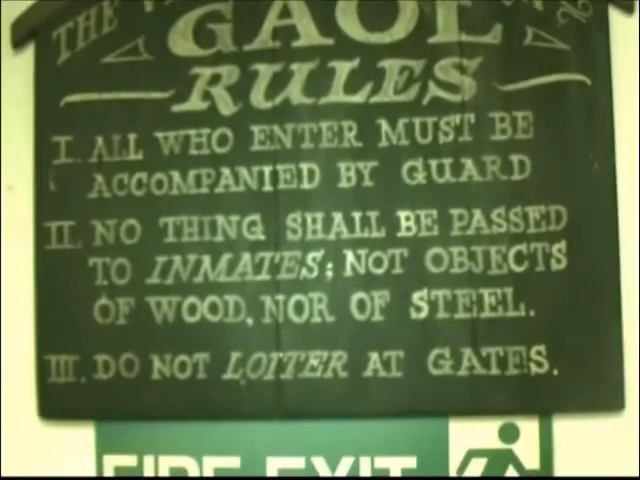 THE
GAOL
RULES
I. ALL WHO ENTER MUST BE
ACCOMPANIED BY GUARD
II. NO THING SHALL BE PASSED
TO INMATES; NOT OBJECTS
OF WOOD, NOR OF STEEL.
III. DO NOT LOITER AT GATES.
FIRE EXIT